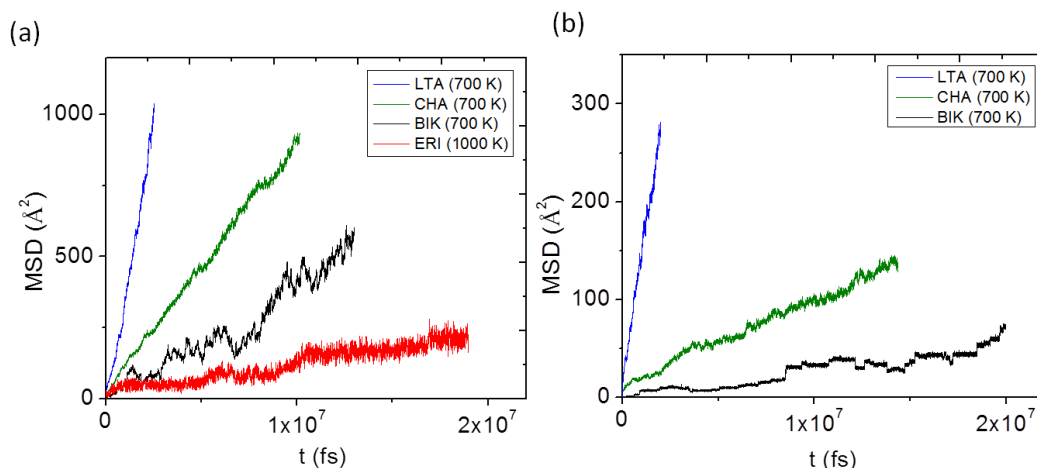 (a)
LTA (700 K)
CHA (700 K)
BIK (700 K)
ERI (1000 K)
1000
500
0
MSD (Å²)
0
1x10⁷
2x10⁷
t (fs)
(b)
LTA (700 K)
CHA (700 K)
BIK (700 K)
300
200
100
0
MSD (Å²)
0
1x10⁷
2x10⁷
t (fs)